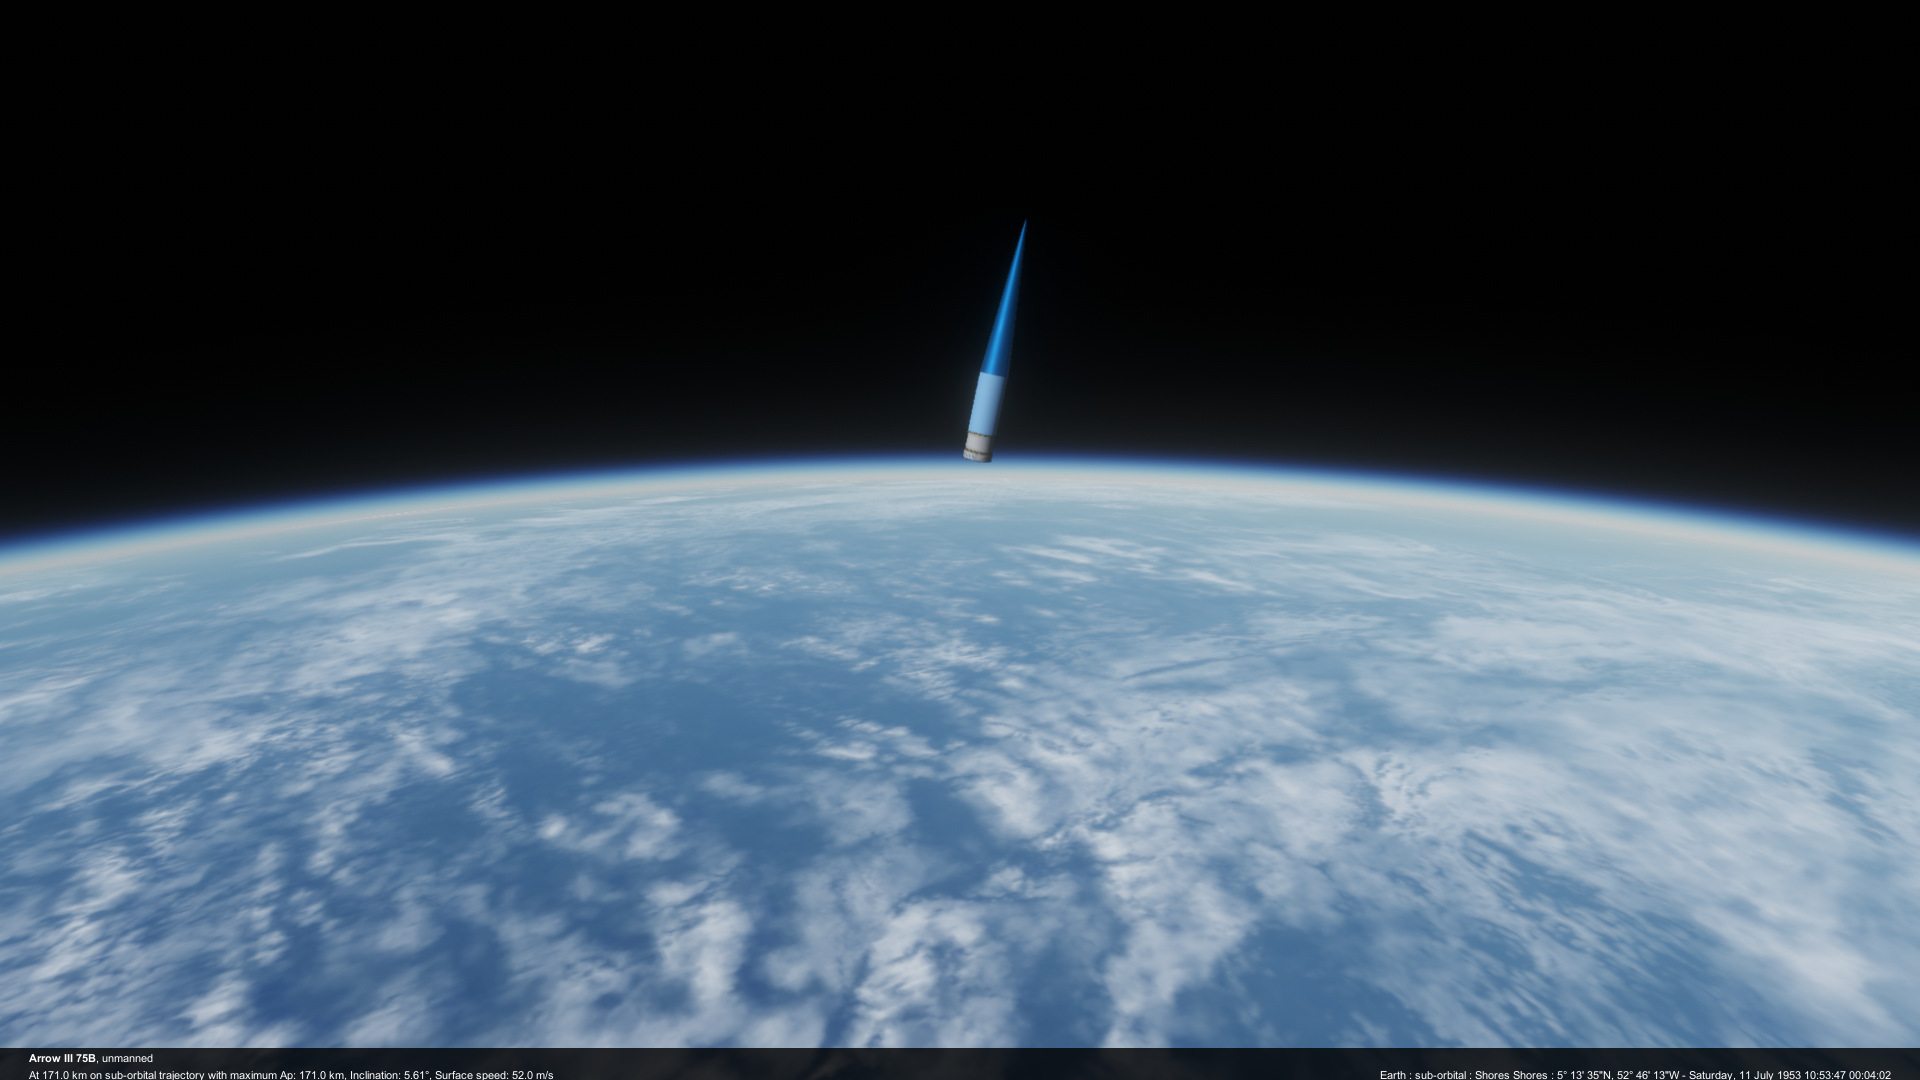 Arrow III 75B, unmanned
At 171.0 km on sub-orbital trajectory with maximum Ap: 171.0 km, Inclination: 5.61°, Surface speed: 52.0 m/s
Earth : sub-orbital : Shores Shores : 5° 13' 35"N, 52° 46' 13"W - Saturday, 11 July 1953 10:53:47 00:04:02